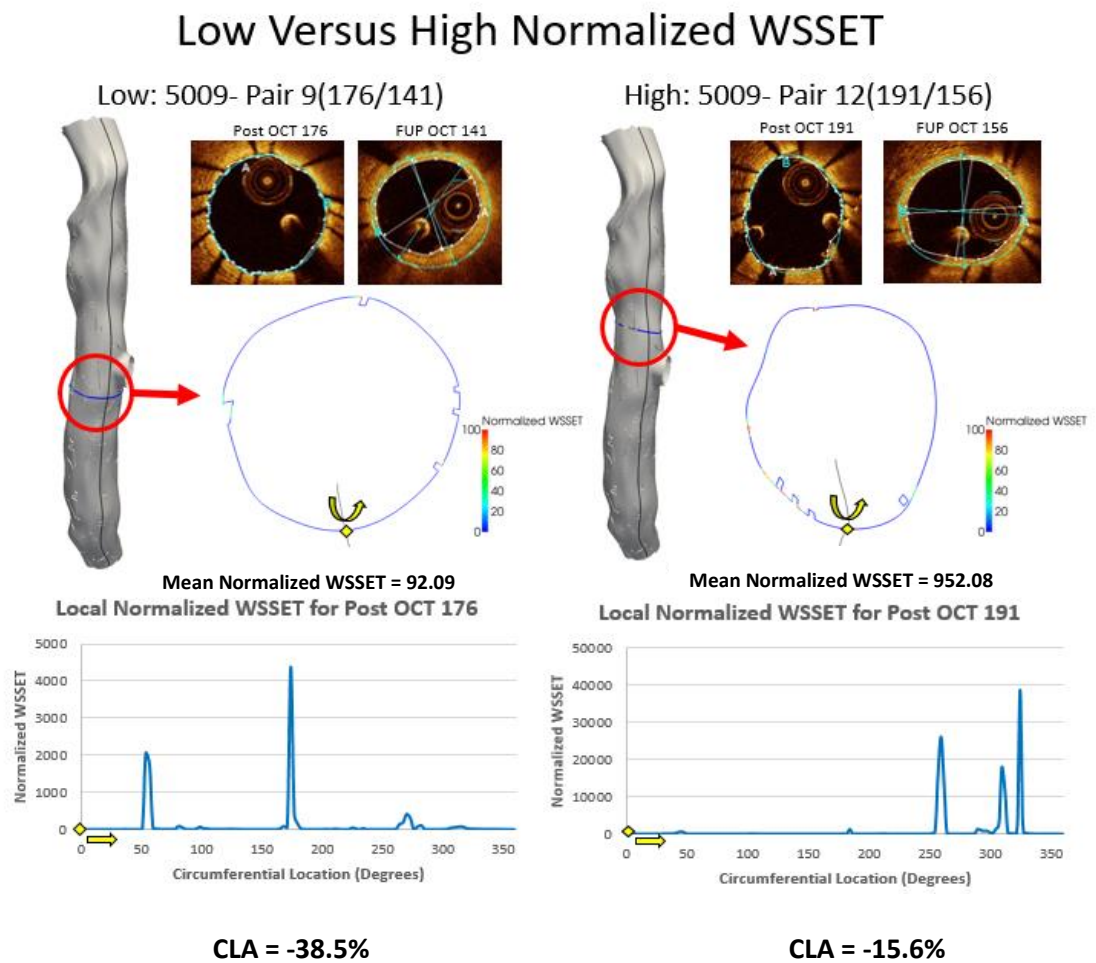 Low Versus High Normalized WSSET
Low: 5009- Pair 9(176/141)
High: 5009- Pair 12(191/156)
Post OCT 176
FUP OCT 141
Post OCT 191
FUP OCT 156
A
B
Normalized WSSET
100
80
60
40
20
0
Normalized WSSET
100
80
60
40
20
0
Mean Normalized WSSET = 92.09
Mean Normalized WSSET = 952.08
Local Normalized WSSET for Post OCT 176
Normalized WSSET
5000
4000
3000
2000
1000
0
0 50 100 150 200 250 300 350
Circumferential Location (Degrees)
Local Normalized WSSET for Post OCT 191
Normalized WSSET
50000
40000
30000
20000
10000
0
0 50 100 150 200 250 300 350
Circumferential Location (Degrees)
CLA = -38.5%
CLA = -15.6%